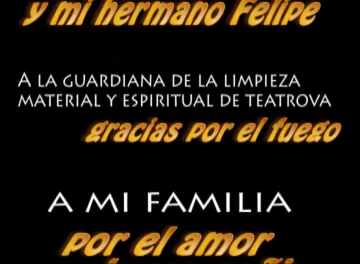 y mi hermano Felipe
A LA GUARDIANA DE LA LIMPIEZA
MATERIAL Y ESPIRITUAL DE TEATROVA
gracias por el fuego
A MI FAMILIA
por el amor